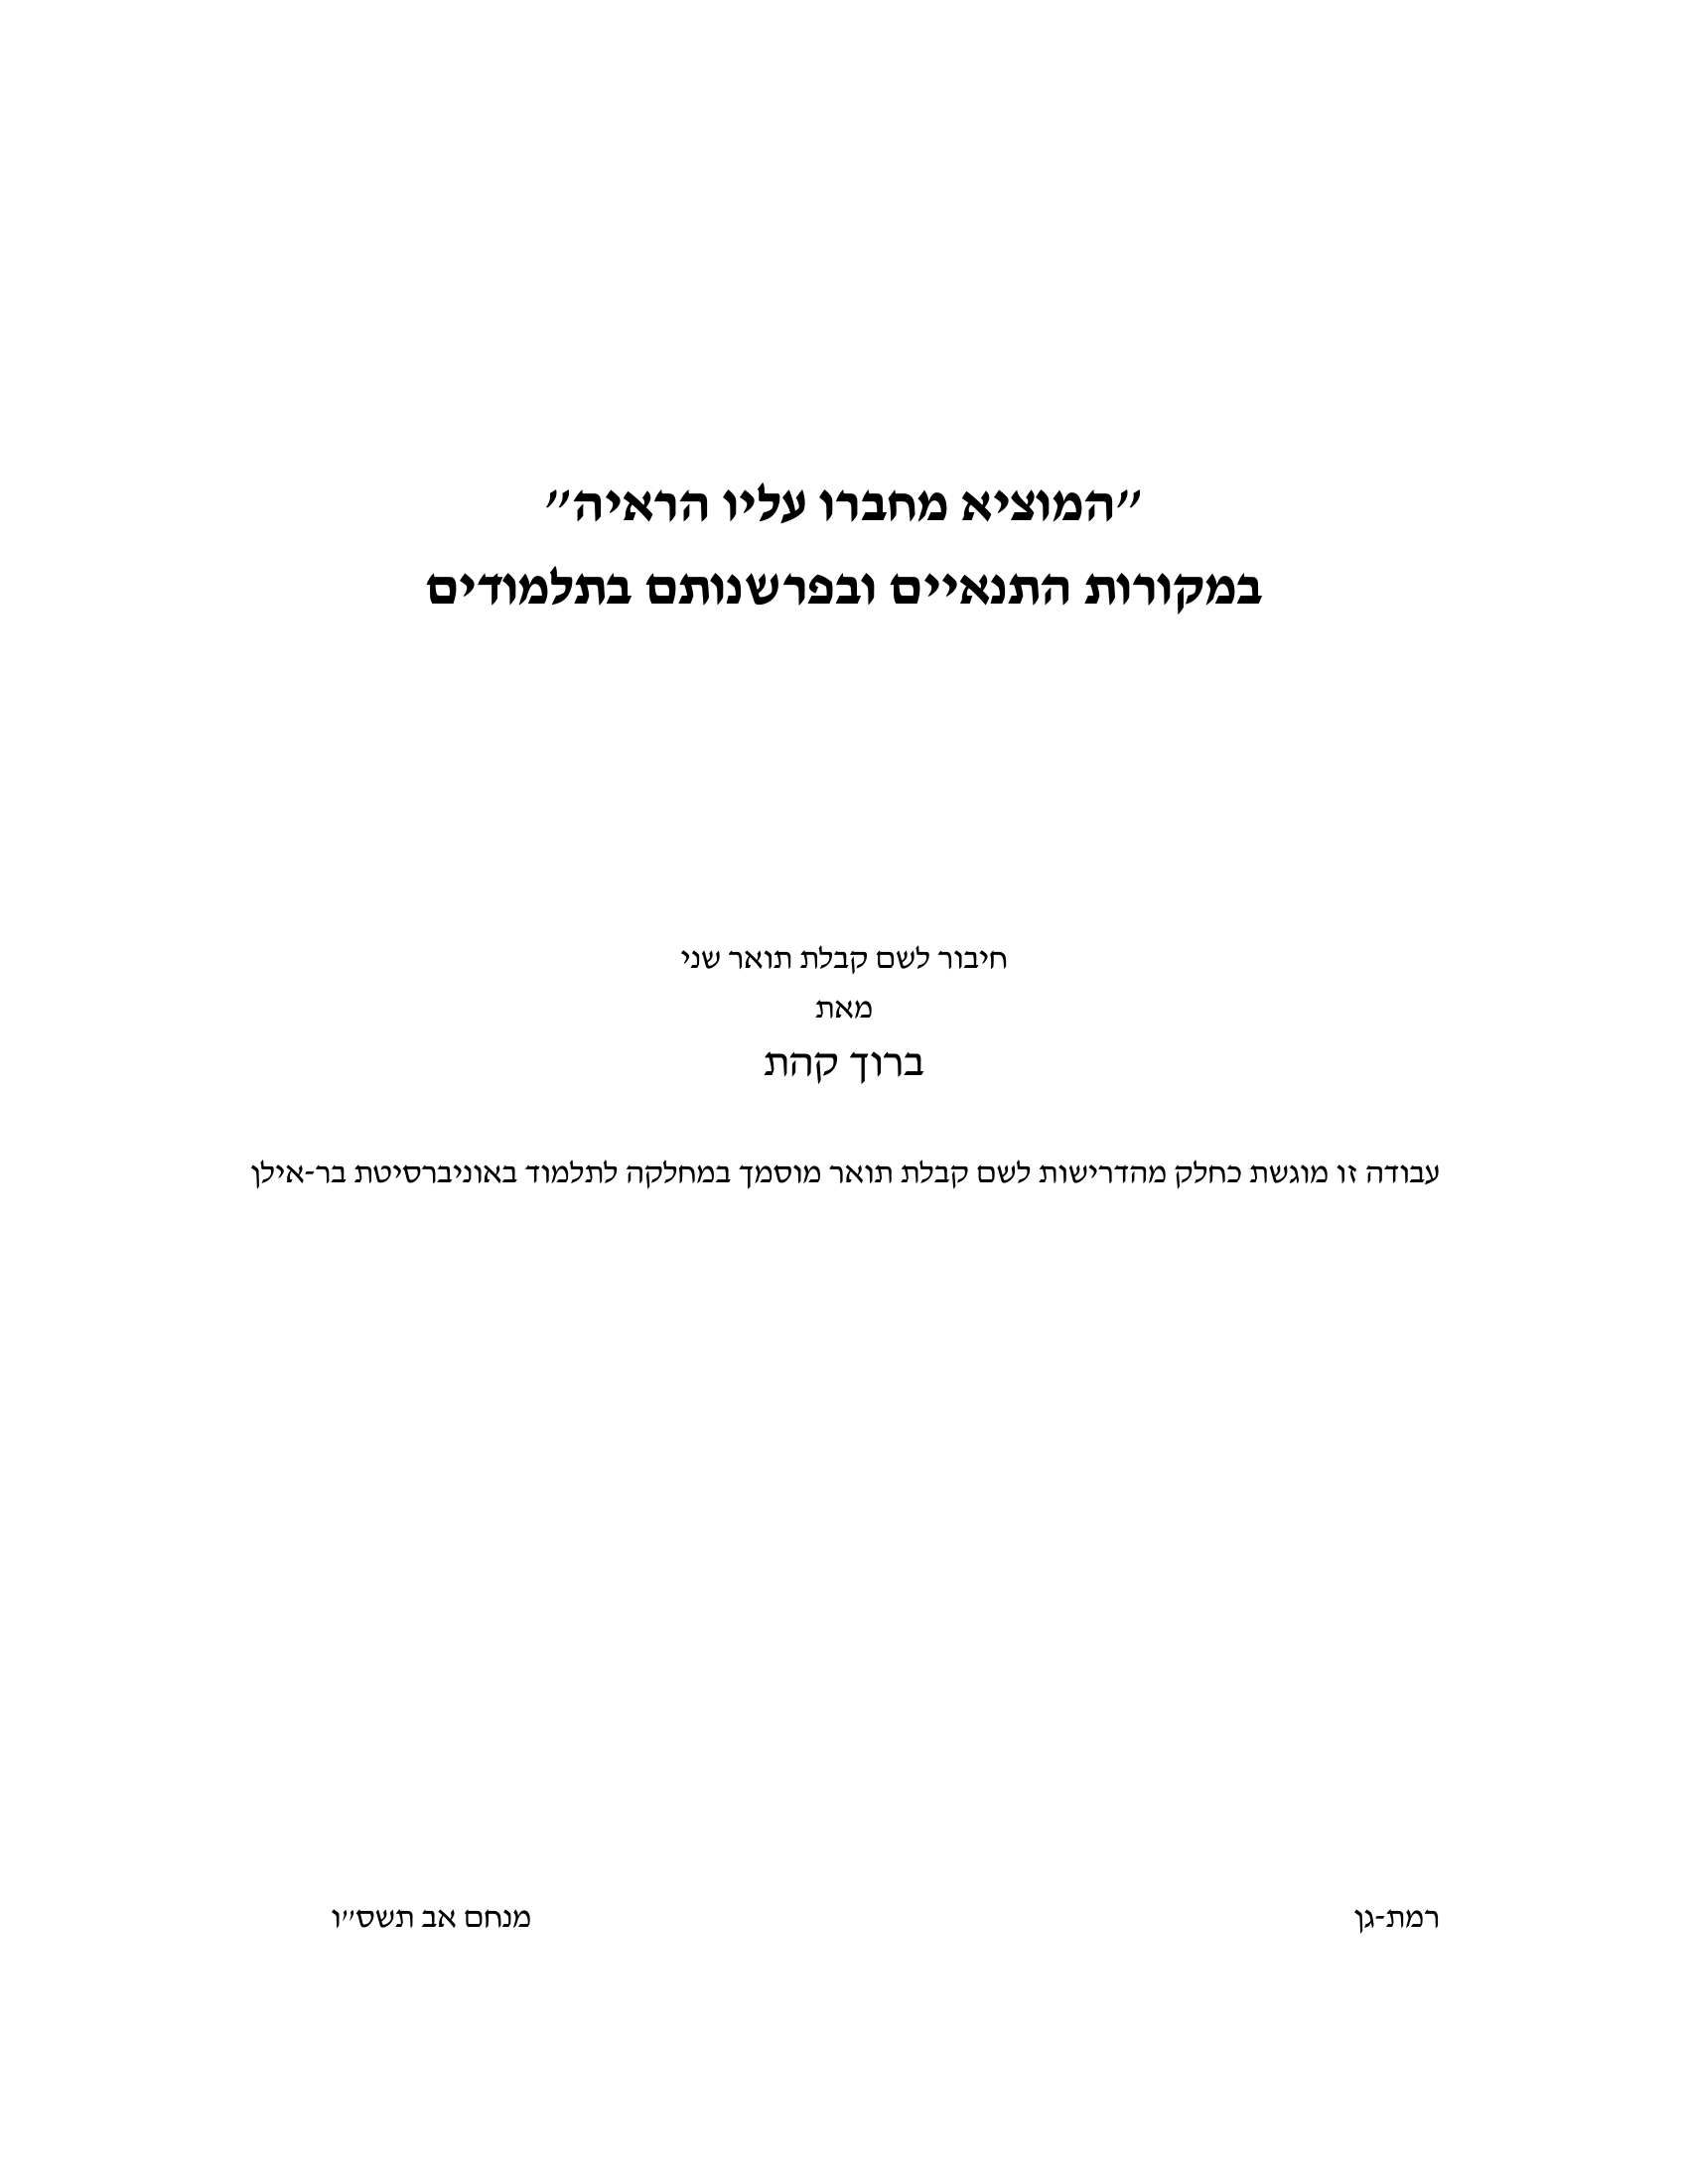 "המוציא מחברו עליו הראיה"
במקורות התנאיים ובפרשנותם בתלמודים
חיבור לשם קבלת תואר שני
מאת
ברוך קהת
עבודה זו מוגשת כחלק מהדרישות לשם קבלת תואר מוסמך במחלקה לתלמוד באוניברסיטת בר-אילן
רמת-גן מנחם אב תשס"ו